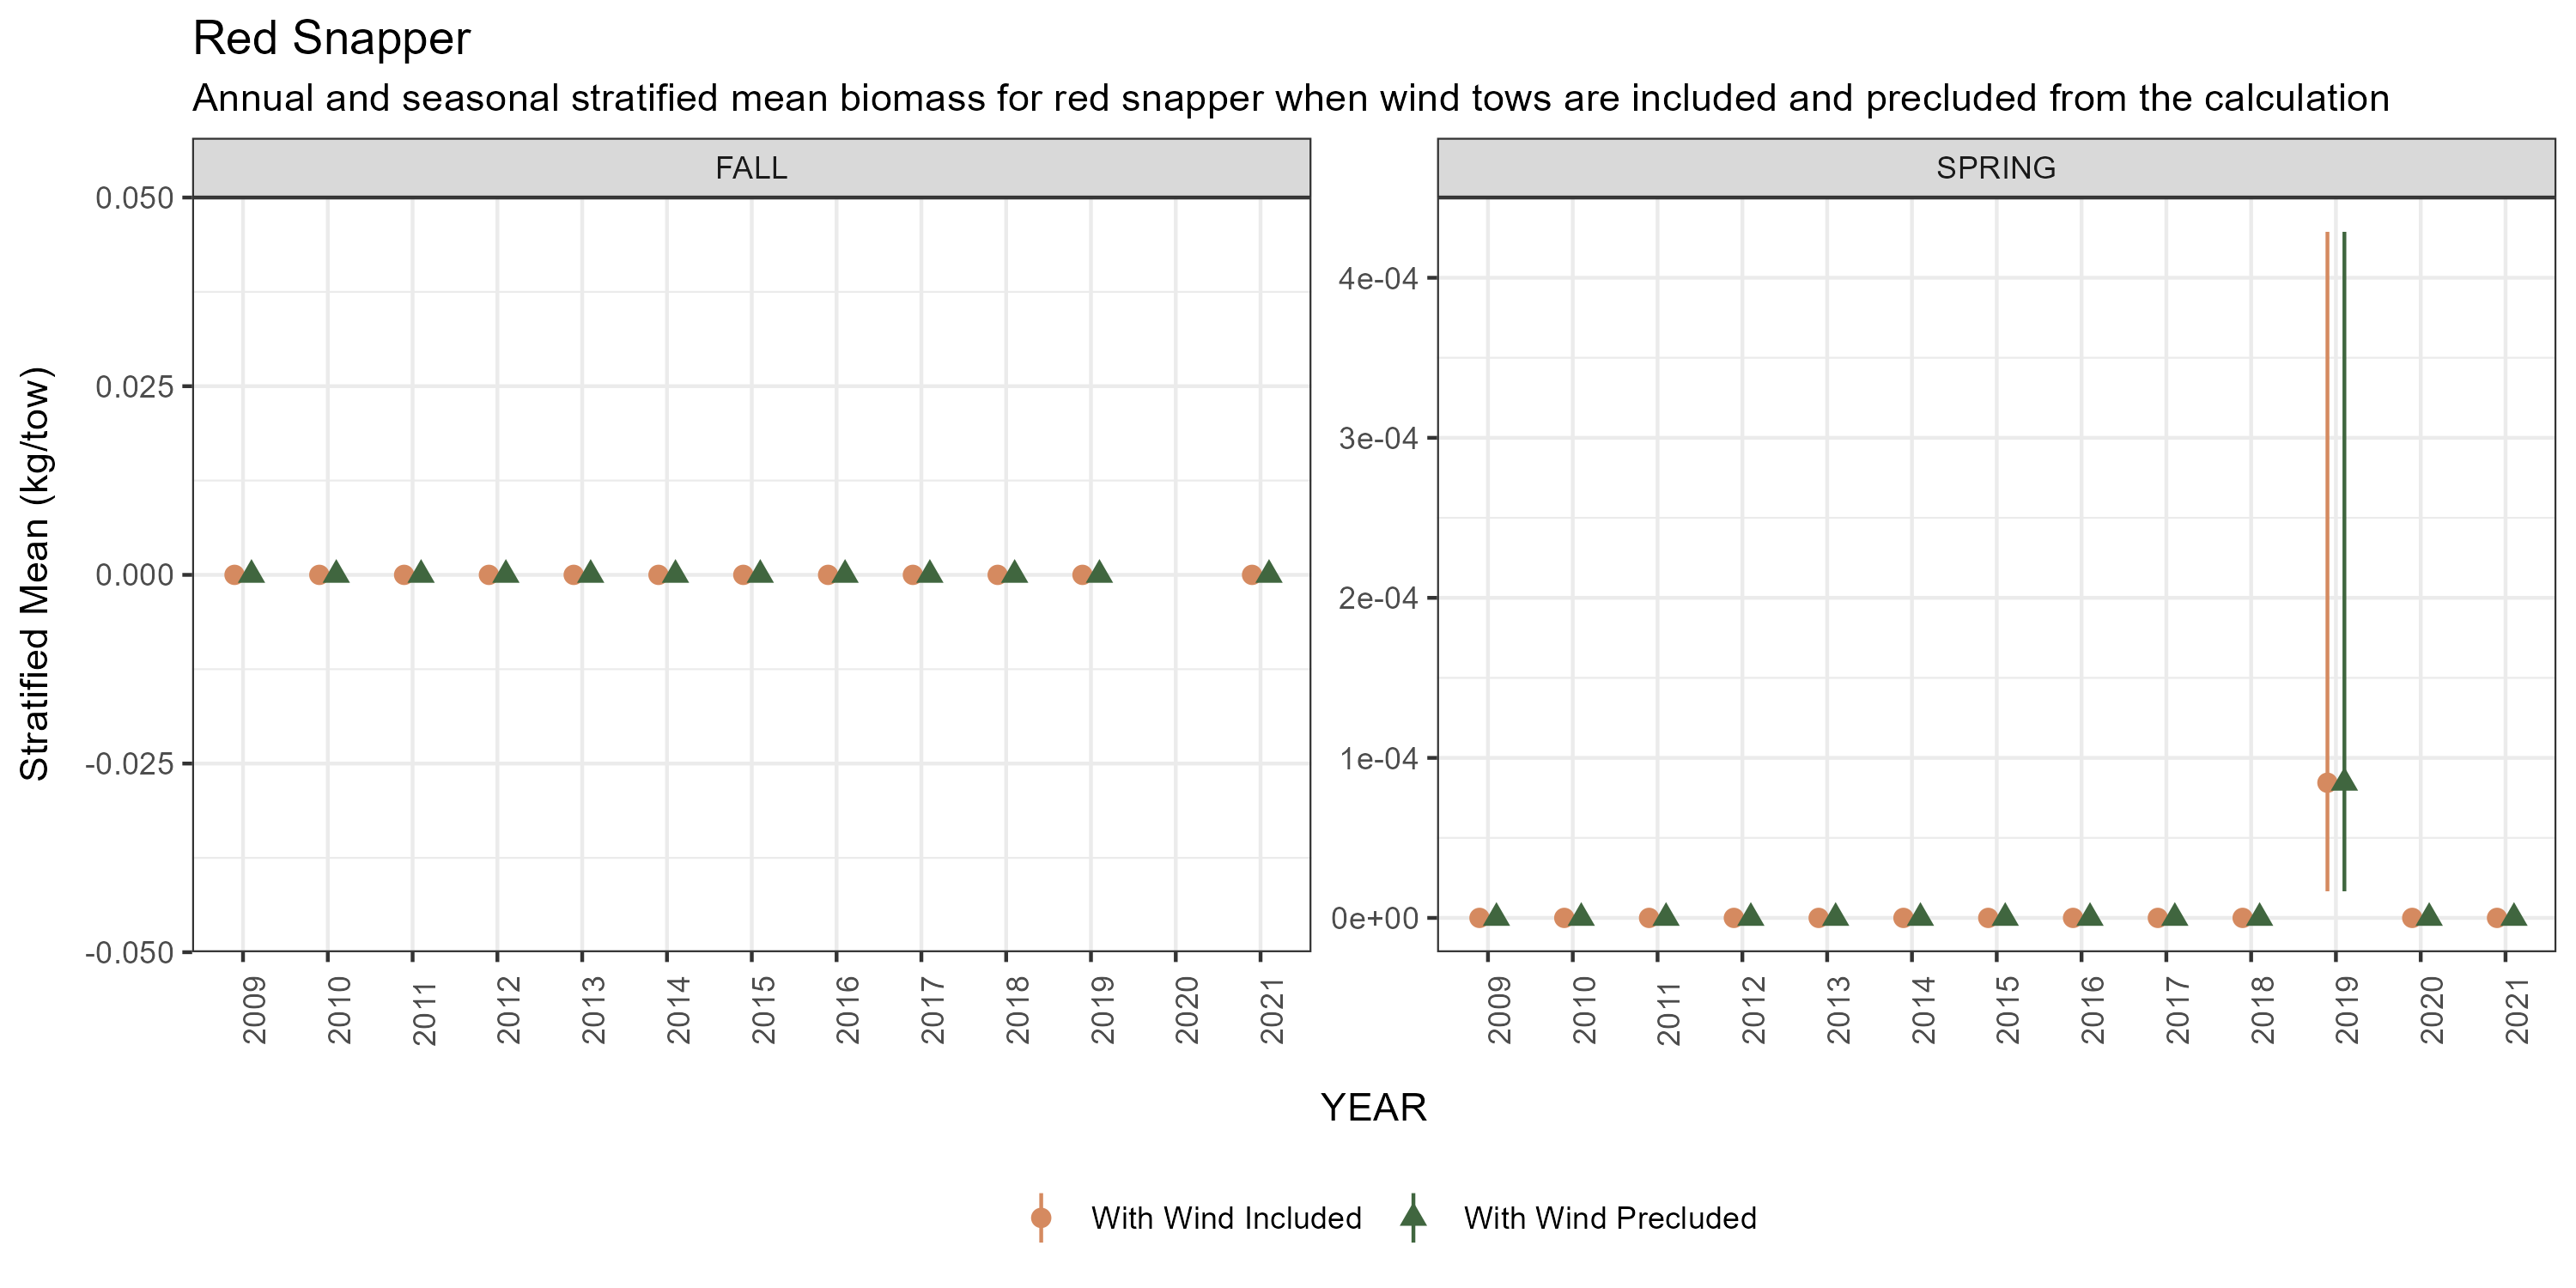 Red Snapper
Annual and seasonal stratified mean biomass for red snapper when wind tows are included and precluded from the calculation
FALL
SPRING
Stratified Mean (kg/tow)
0.050
0.025
0.000
-0.025
-0.050
4e-04
3e-04
2e-04
1e-04
0e+00
2009
2010
2011
2012
2013
2014
2015
2016
2017
2018
2019
2020
2021
2009
2010
2011
2012
2013
2014
2015
2016
2017
2018
2019
2020
2021
YEAR
With Wind Included
With Wind Precluded